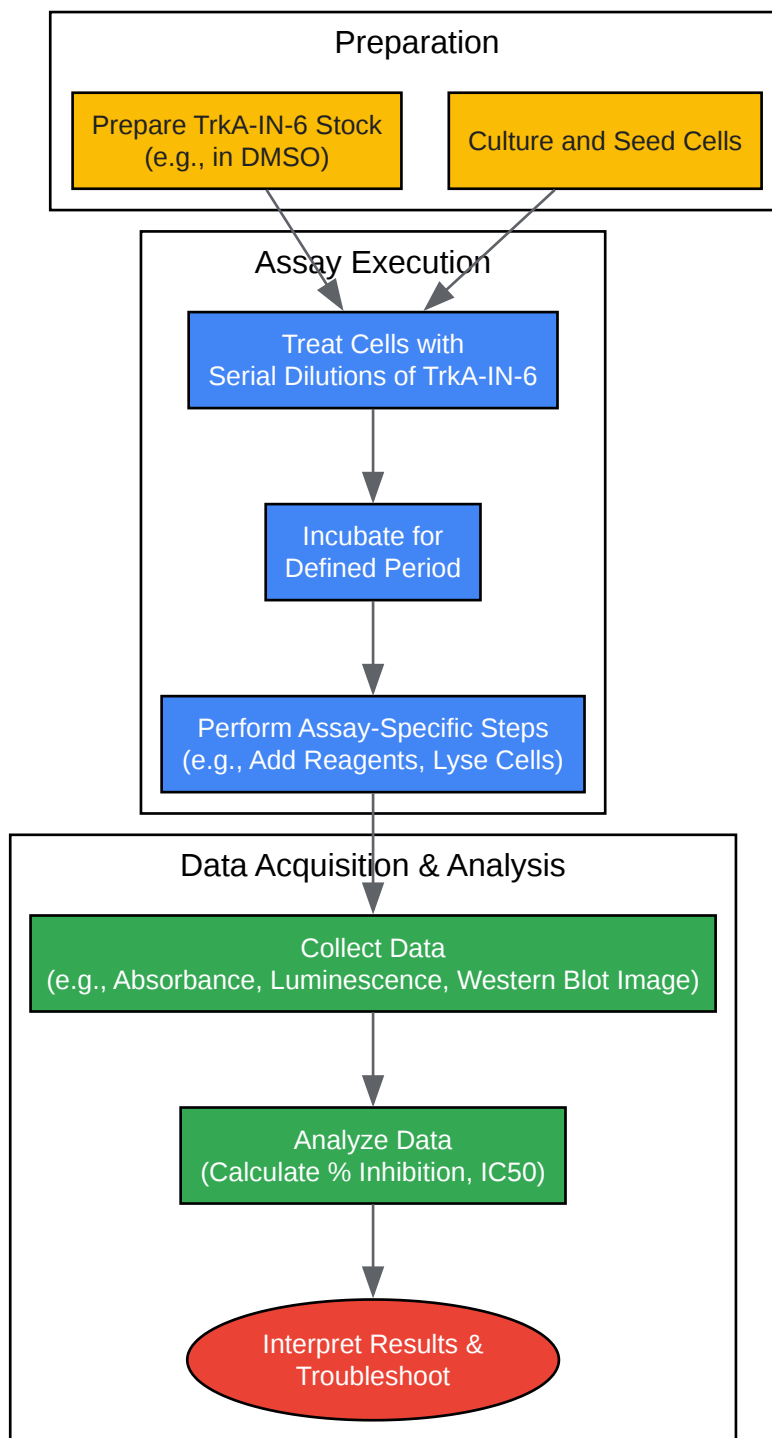 Preparation
Prepare TrkA-IN-6 Stock
(e.g., in DMSO)
Culture and Seed Cells
Assay Execution
Treat Cells with
Serial Dilutions of TrkA-IN-6
Incubate for
Defined Period
Perform Assay-Specific Steps
(e.g., Add Reagents, Lyse Cells)
Data Acquisition & Analysis
Collect Data
(e.g., Absorbance, Luminescence, Western Blot Image)
Analyze Data
(Calculate % Inhibition, IC50)
Interpret Results &
Troubleshoot